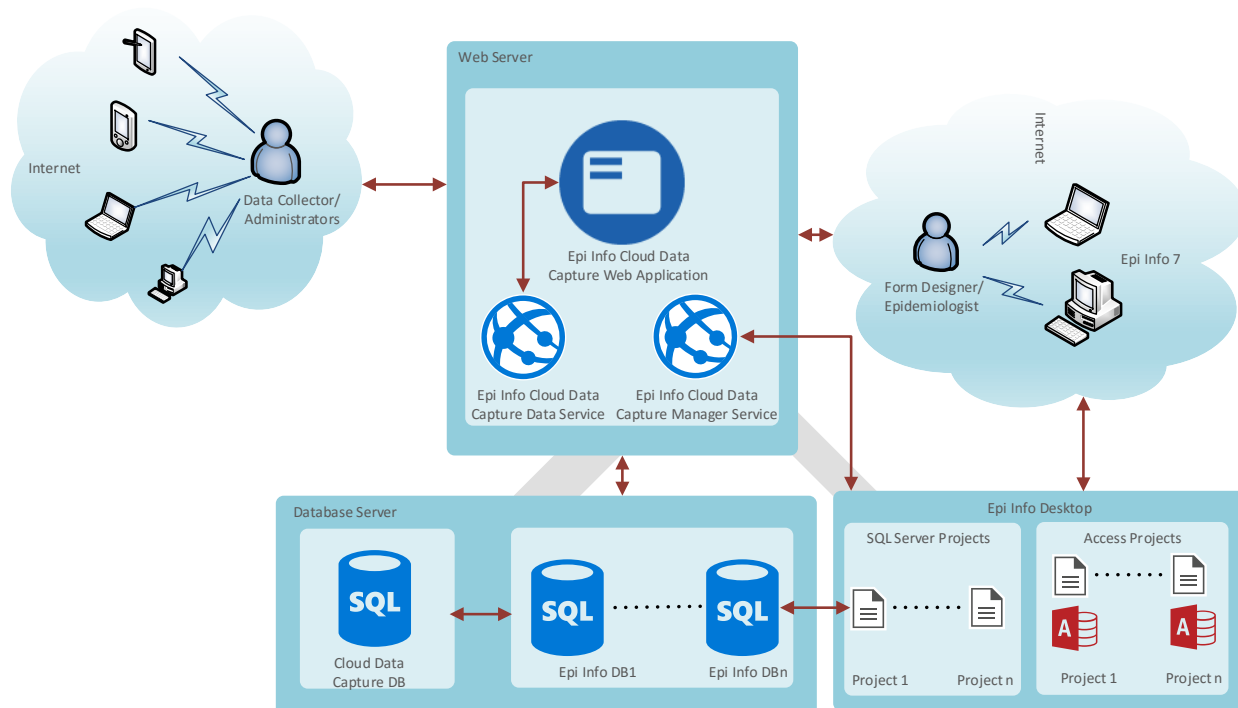 Internet
Data Collector/
Administrators
Web Server
Epi Info Cloud Data
Capture Web Application
Epi Info Cloud Data
Capture Data Service
Epi Info Cloud Data
Capture Manager Service
Internet
Form Designer/
Epidemiologist
Epi Info 7
Database Server
SQL
Cloud Data
Capture DB
SQL
Epi Info DB1
SQL
Epi Info DBn
Epi Info Desktop
SQL Server Projects
Project 1
Project n
Access Projects
A
A
Project 1
Project n